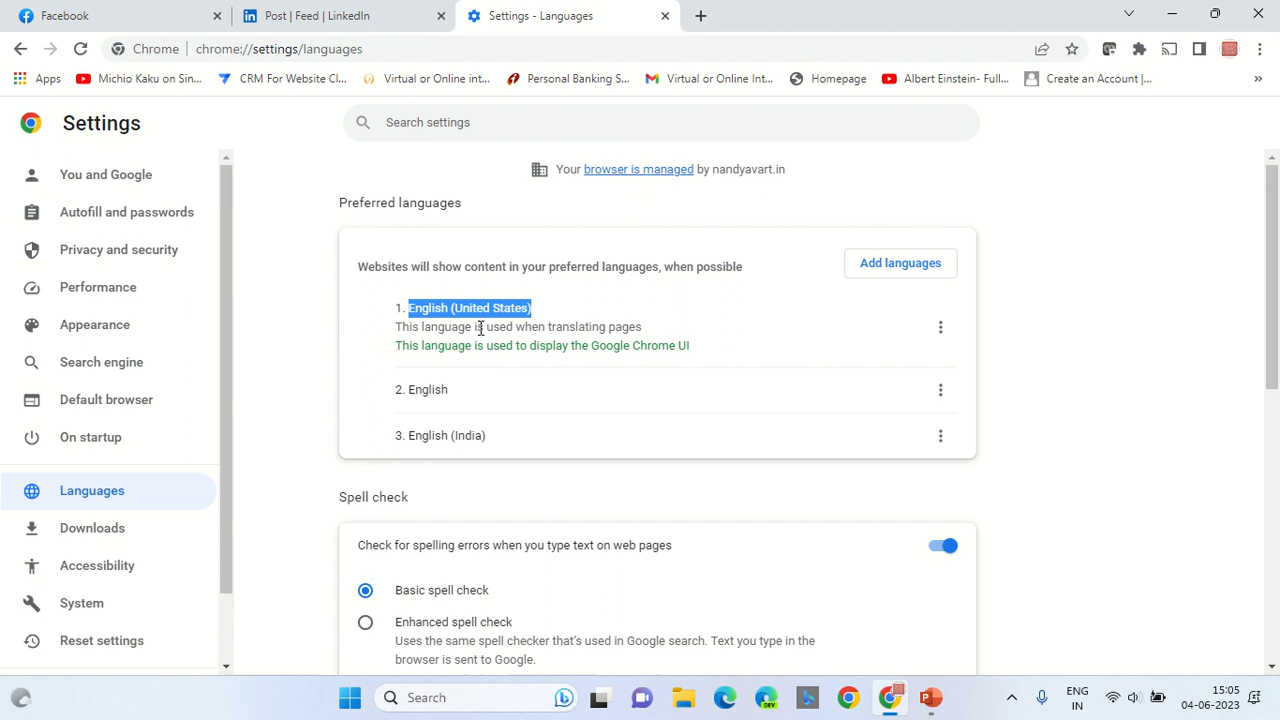 Facebook
Post | Feed | LinkedIn
Settings - Languages
Chrome
chrome://settings/languages
Apps
Michio Kaku on Sin...
CRM For Website Cl...
Virtual or Online int...
Personal Banking S...
Virtual or Online Int...
Homepage
Albert Einstein- Full...
Create an Account |...
»
Settings
Search settings
You and Google
Autofill and passwords
Privacy and security
Performance
Appearance
Search engine
Default browser
On startup
Languages
Downloads
Accessibility
System
Reset settings
Your browser is managed by nandyavart.in
Preferred languages
Websites will show content in your preferred languages, when possible
Add languages
1. English (United States)
This language is used when translating pages
This language is used to display the Google Chrome UI
2. English
3. English (India)
Spell check
Check for spelling errors when you type text on web pages
Basic spell check
Enhanced spell check
Uses the same spell checker that's used in Google search. Text you type in the
browser is sent to Google.
Search
DEV
ENG
IN
15:05
04-06-2023